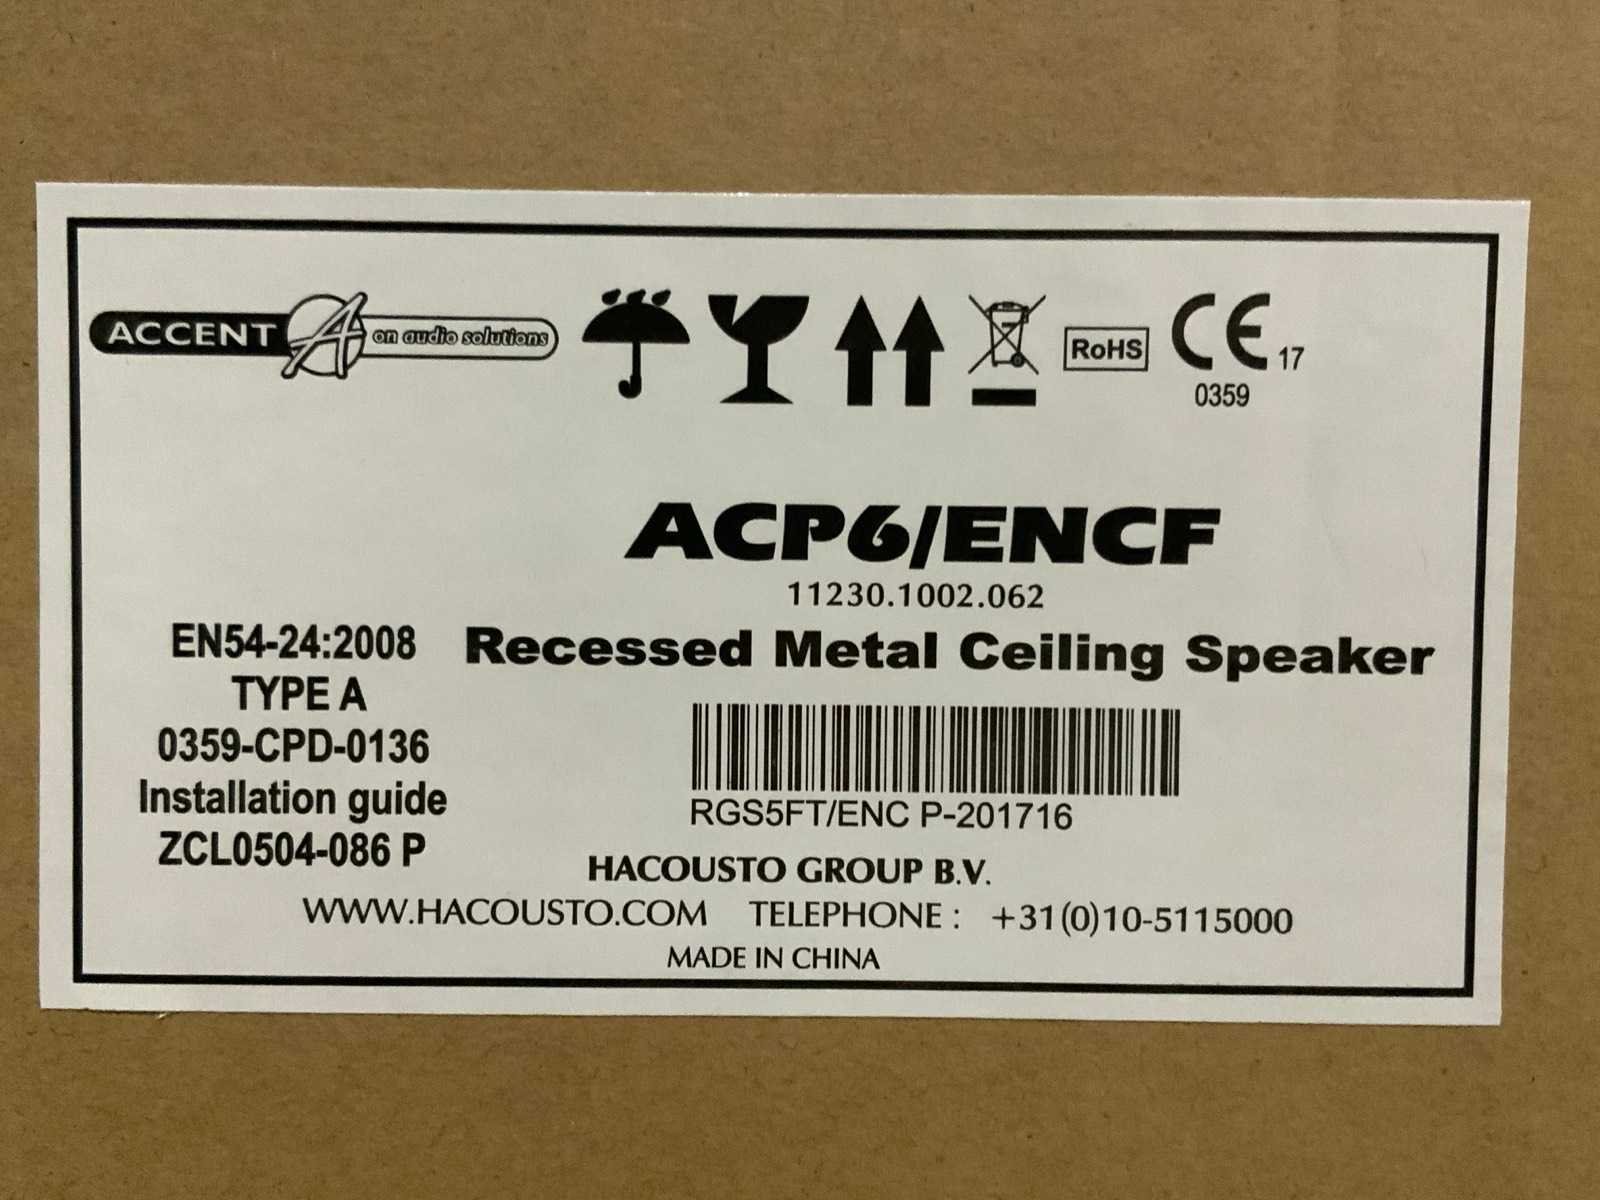 ACCENT A on audio solutions
RoHS
CE 17
0359
ACP6/ENCF
11230.1002.062
Recessed Metal Ceiling Speaker
EN54-24:2008
TYPE A
0359-CPD-0136
Installation guide
ZCL0504-086 P
RGS5FT/ENC P-201716
HACOUSTO GROUP B.V.
WWW.HACOUSTO.COM TELEPHONE : +31(0)10-5115000
MADE IN CHINA